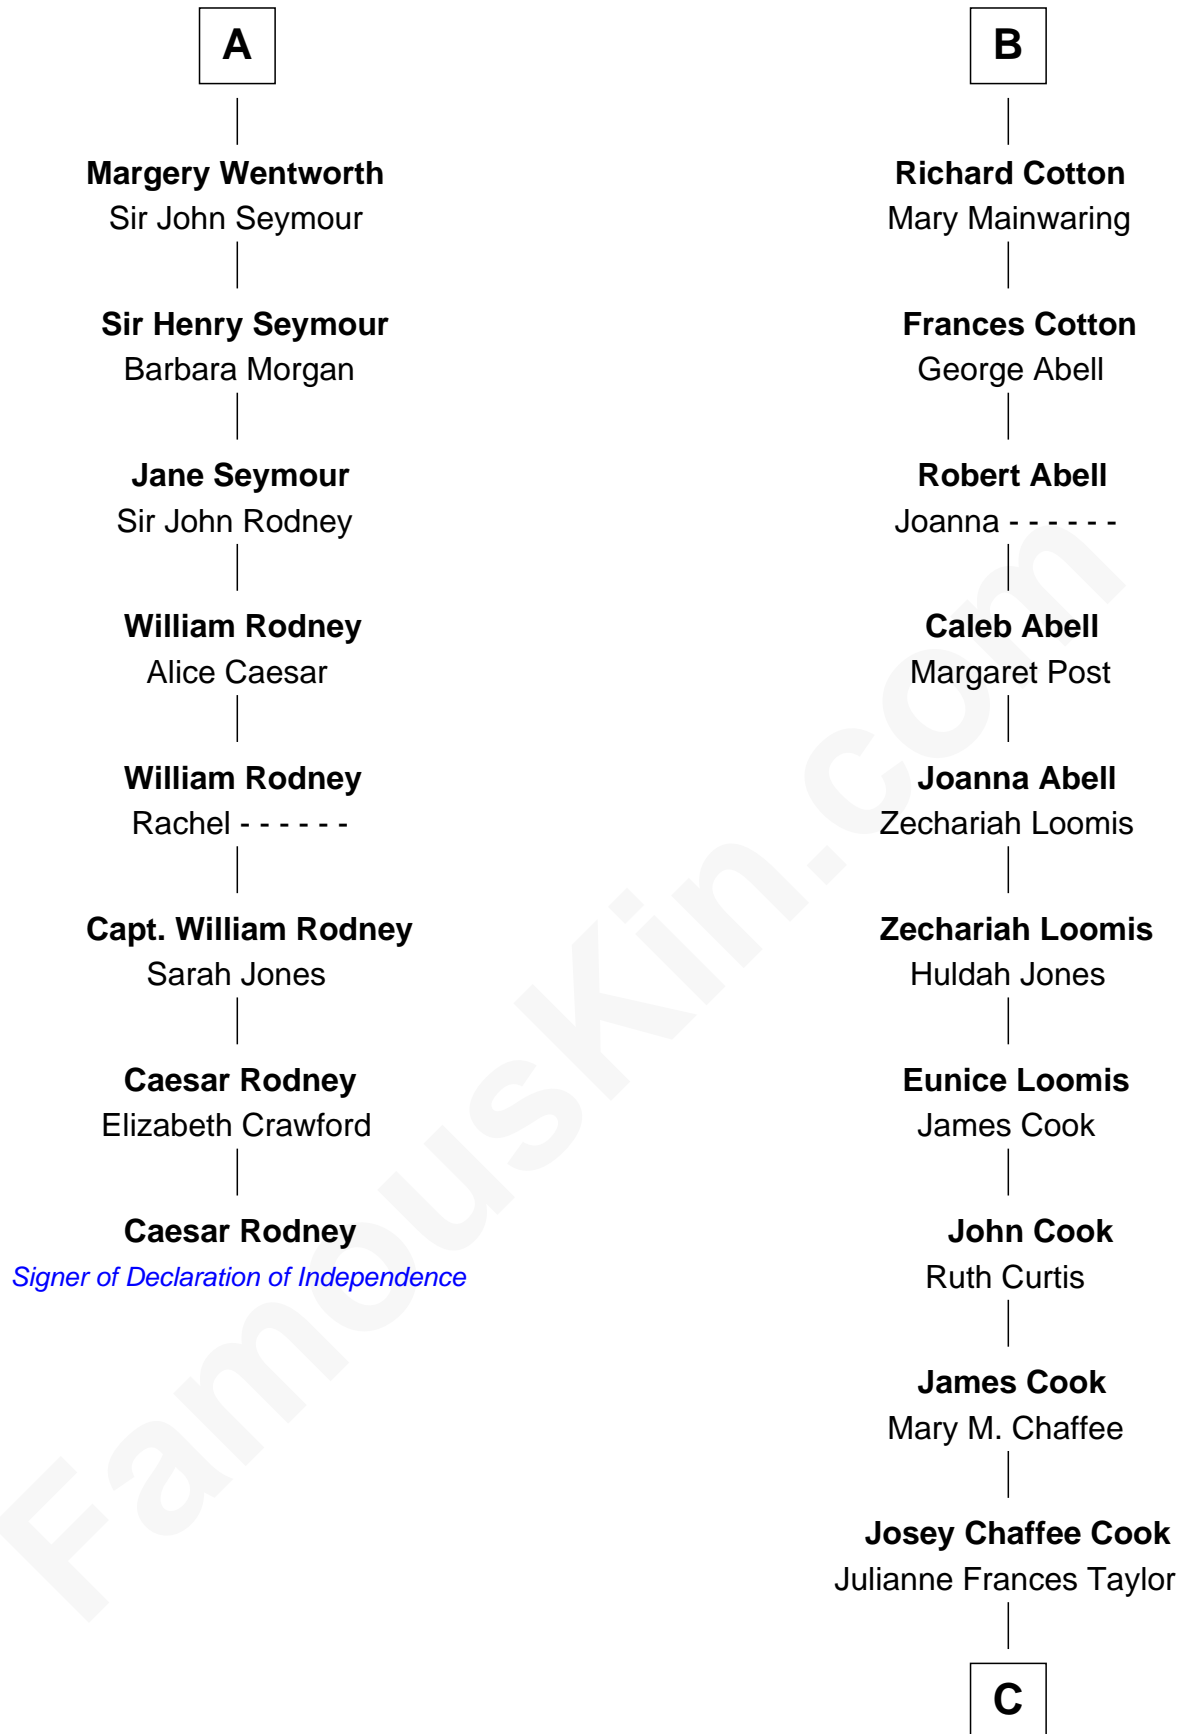 A
Margery Wentworth
Sir John Seymour
Sir Henry Seymour
Barbara Morgan
Jane Seymour
Sir John Rodney
William Rodney
Alice Caesar
William Rodney
Rachel - - - - - -
Capt. William Rodney
Sarah Jones
Caesar Rodney
Elizabeth Crawford
Caesar Rodney
Signer of Declaration of Independence
B
Richard Cotton
Mary Mainwaring
Frances Cotton
George Abell
Robert Abell
Joanna - - - - - -
Caleb Abell
Margaret Post
Joanna Abell
Zechariah Loomis
Zechariah Loomis
Huldah Jones
Eunice Loomis
James Cook
John Cook
Ruth Curtis
James Cook
Mary M. Chaffee
Josey Chaffee Cook
Julianne Frances Taylor
C
FamousKin.com